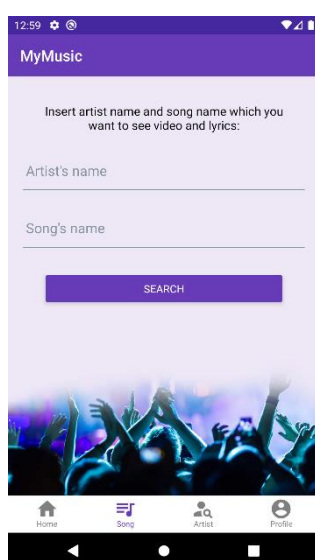 12:59
MyMusic
Insert artist name and song name which you
want to see video and lyrics:
Artist's name
Song's name
SEARCH
Home Song Artist Profile